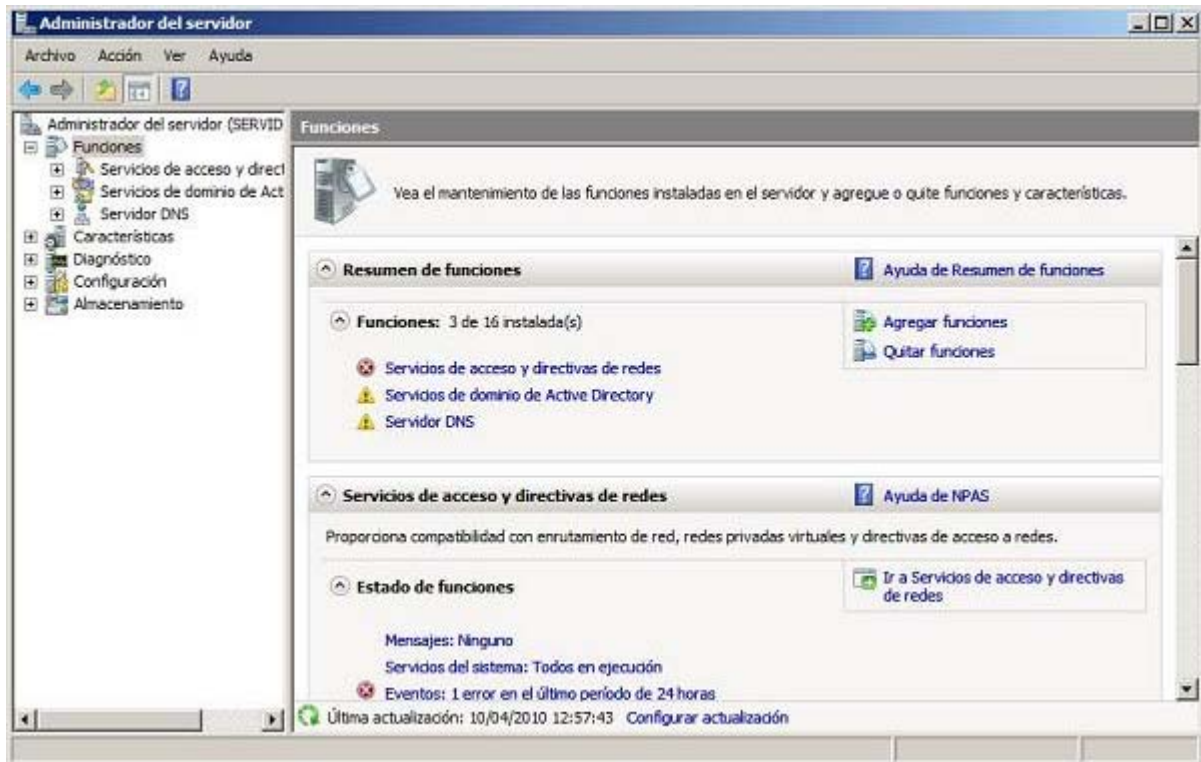 Administrador del servidor
Archivo Acción Ver Ayuda
Administrador del servidor (SERVID
Funciones
Servicios de acceso y direct
Servicios de dominio de Act
Servidor DNS
Características
Diagnóstico
Configuración
Almacenamiento
Funciones
Vea el mantenimiento de las funciones instaladas en el servidor y agregue o quite funciones y características.
Resumen de funciones
Ayuda de Resumen de funciones
Funciones: 3 de 16 instalada(s)
Agregar funciones
Quitar funciones
Servicios de acceso y directivas de redes
Servicios de dominio de Active Directory
Servidor DNS
Servicios de acceso y directivas de redes
Ayuda de NPAS
Proporciona compatibilidad con enrutamiento de red, redes privadas virtuales y directivas de acceso a redes.
Estado de funciones
Ir a Servicios de acceso y directivas
de redes
Mensajes: Ninguno
Servicios del sistema: Todos en ejecución
Eventos: 1 error en el último período de 24 horas
Última actualización: 10/04/2010 12:57:43 Configurar actualización